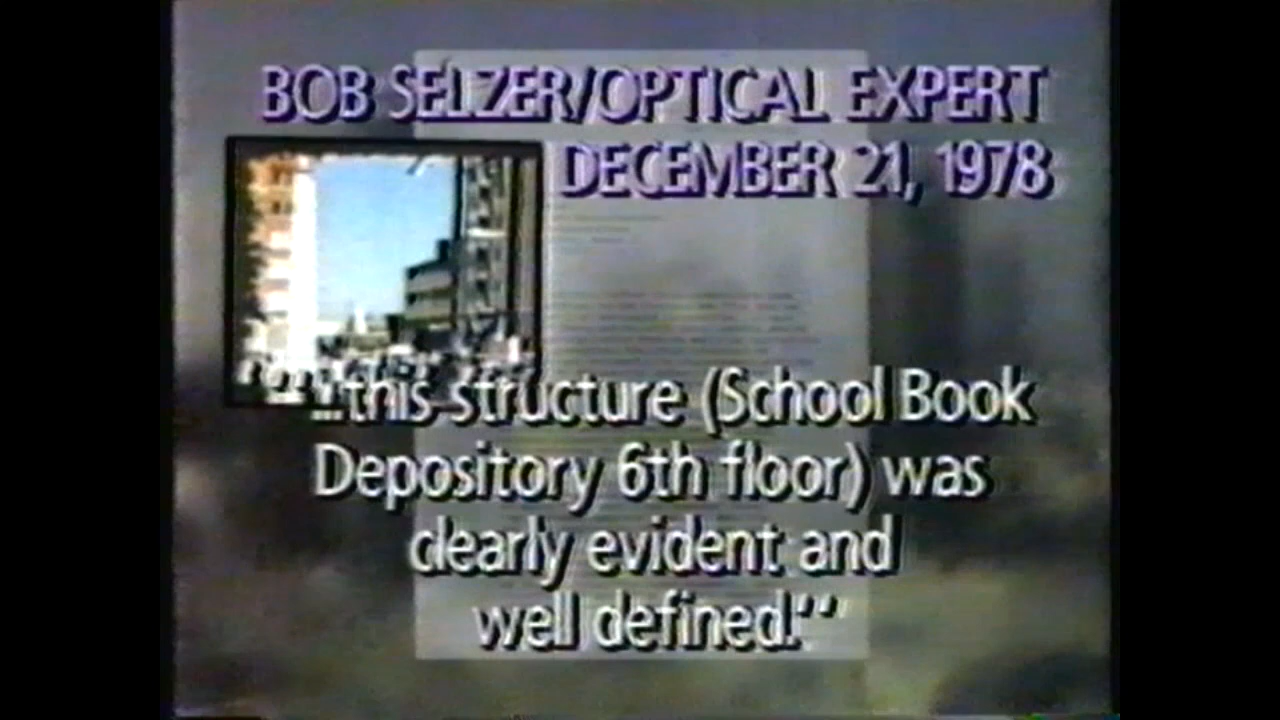 BOB SELZER/OPTICAL EXPERT
DECEMBER 21, 1978
"...this structure (School Book
Depository 6th floor) was
clearly evident and
well defined."